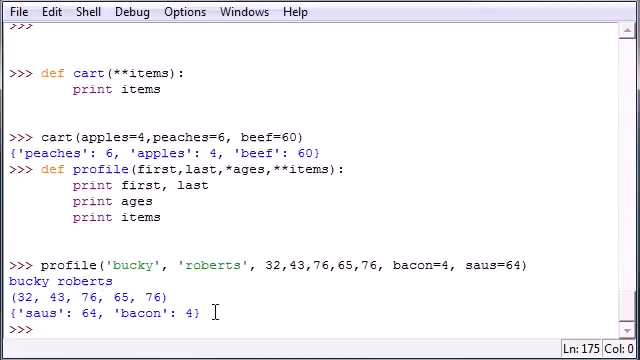 File Edit Shell Debug Options Windows Help
>>>
>>> def cart(**items):
        print items
>>> cart(apples=4,peaches=6, beef=60)
{'peaches': 6, 'apples': 4, 'beef': 60}
>>> def profile(first,last,*ages,**items):
        print first, last
        print ages
        print items
>>> profile('bucky', 'roberts', 32,43,76,65,76, bacon=4, saus=64)
bucky roberts
(32, 43, 76, 65, 76)
{'saus': 64, 'bacon': 4}
>>>
Ln: 175 Col: 0